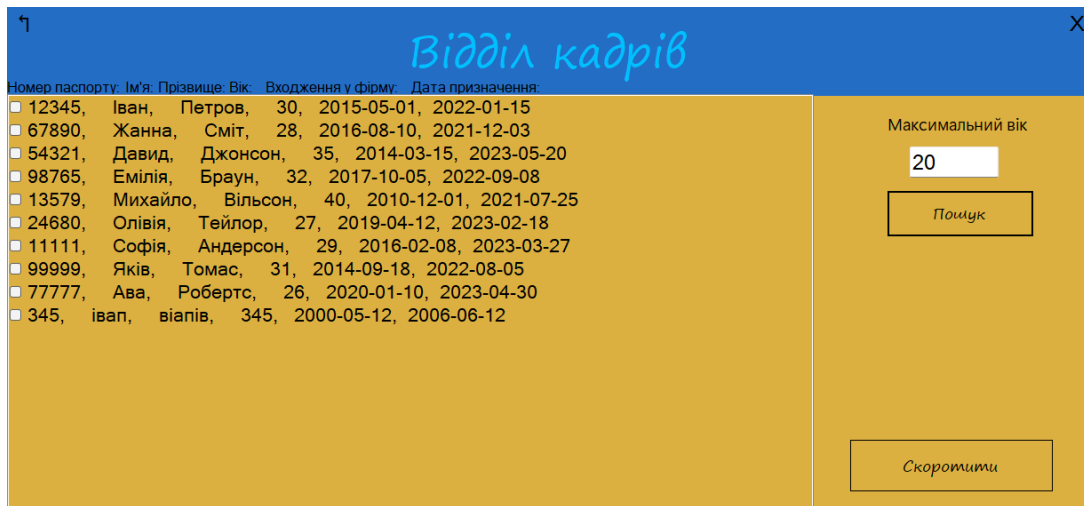 ↰ X
Відділ кадрів
Номер паспорту: Ім'я: Прізвище: Вік: Входження у фірму: Дата призначення:
12345, Іван, Петров, 30, 2015-05-01, 2022-01-15
67890, Жанна, Сміт, 28, 2016-08-10, 2021-12-03
54321, Давид, Джонсон, 35, 2014-03-15, 2023-05-20
98765, Емілія, Браун, 32, 2017-10-05, 2022-09-08
13579, Михайло, Вільсон, 40, 2010-12-01, 2021-07-25
24680, Олівія, Тейлор, 27, 2019-04-12, 2023-02-18
11111, Софія, Андерсон, 29, 2016-02-08, 2023-03-27
99999, Яків, Томас, 31, 2014-09-18, 2022-08-05
77777, Ава, Робертс, 26, 2020-01-10, 2023-04-30
345, івап, віапів, 345, 2000-05-12, 2006-06-12
Максимальний вік
20
Пошук
Скоротити